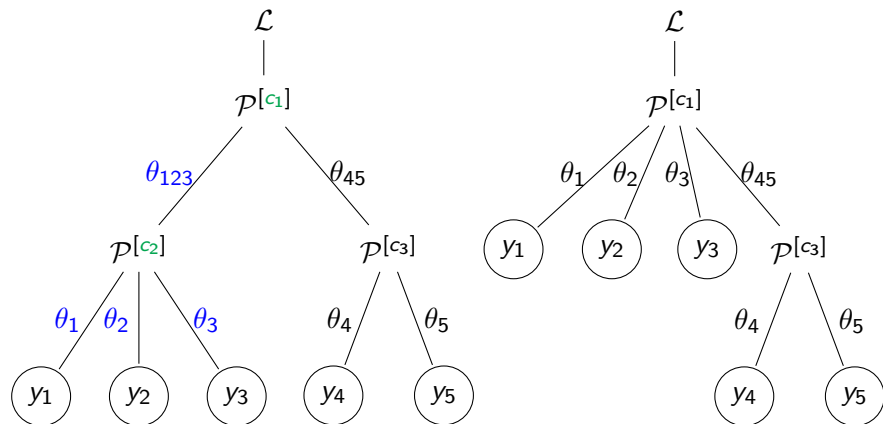 ℒ ℒ
𝒫^[c₁] 𝒫^[c₁]
θ₁₂₃ θ₄₅ θ₁ θ₂ θ₃ θ₄₅
𝒫^[c₂] 𝒫^[c₃] y₁ y₂ y₃ 𝒫^[c₃]
θ₁ θ₂ θ₃ θ₄ θ₅ θ₄ θ₅
y₁ y₂ y₃ y₄ y₅ y₄ y₅